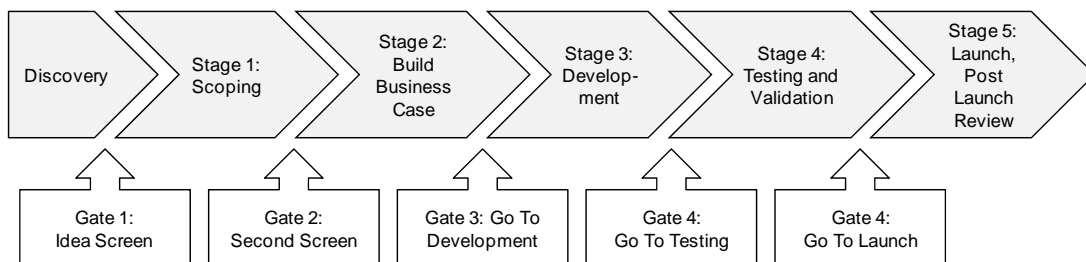 Discovery
Stage 1:
Scoping
Stage 2:
Build
Business
Case
Stage 3:
Develop-
ment
Stage 4:
Testing and
Validation
Stage 5:
Launch,
Post
Launch
Review
Gate 1:
Idea Screen
Gate 2:
Second Screen
Gate 3: Go To
Development
Gate 4:
Go To Testing
Gate 4:
Go To Launch